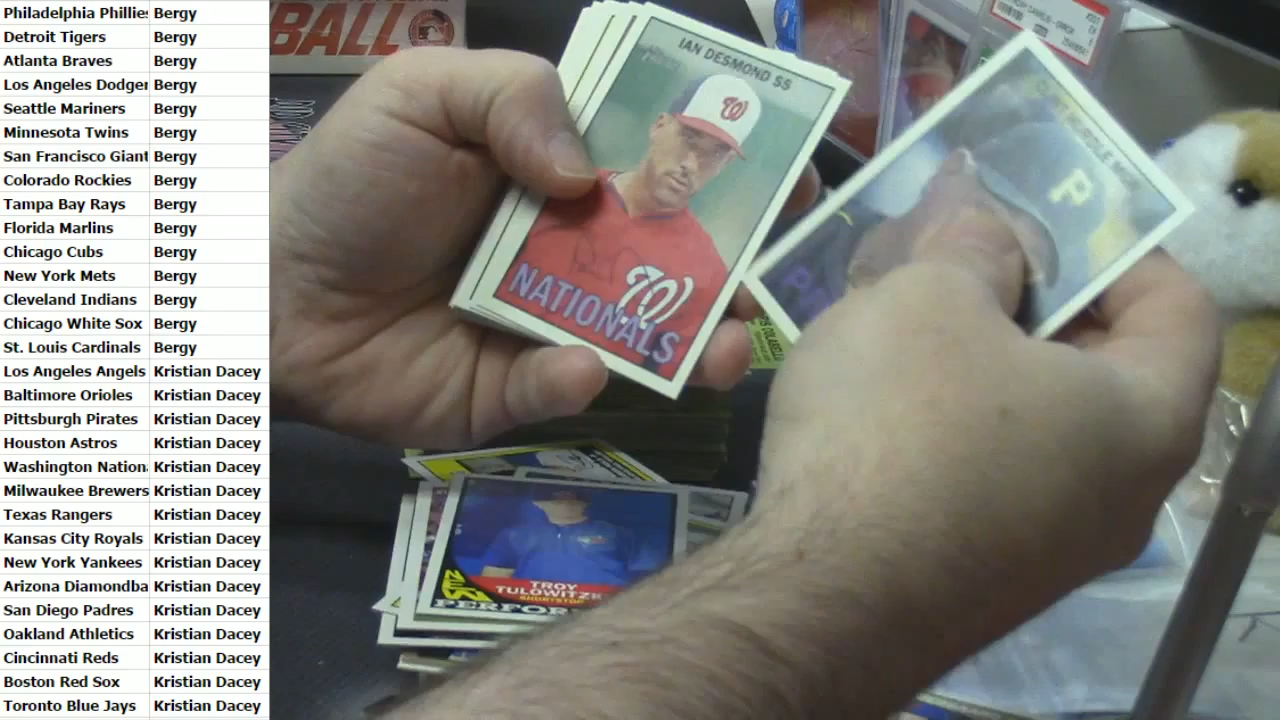 Philadelphia Phillies Bergy
Detroit Tigers Bergy
Atlanta Braves Bergy
Los Angeles Dodger Bergy
Seattle Mariners Bergy
Minnesota Twins Bergy
San Francisco Giant Bergy
Colorado Rockies Bergy
Tampa Bay Rays Bergy
Florida Marlins Bergy
Chicago Cubs Bergy
New York Mets Bergy
Cleveland Indians Bergy
Chicago White Sox Bergy
St. Louis Cardinals Bergy
Los Angeles Angels Kristian Dacey
Baltimore Orioles Kristian Dacey
Pittsburgh Pirates Kristian Dacey
Houston Astros Kristian Dacey
Washington Nation Kristian Dacey
Milwaukee Brewers Kristian Dacey
Texas Rangers Kristian Dacey
Kansas City Royals Kristian Dacey
New York Yankees Kristian Dacey
Arizona Diamondba Kristian Dacey
San Diego Padres Kristian Dacey
Oakland Athletics Kristian Dacey
Cincinnati Reds Kristian Dacey
Boston Red Sox Kristian Dacey
Toronto Blue Jays Kristian Dacey
BALL
IAN DESMOND SS
W
W
NATIONALS
P
TROY
TULOWITZK
SHORTSTOP
PERFOR